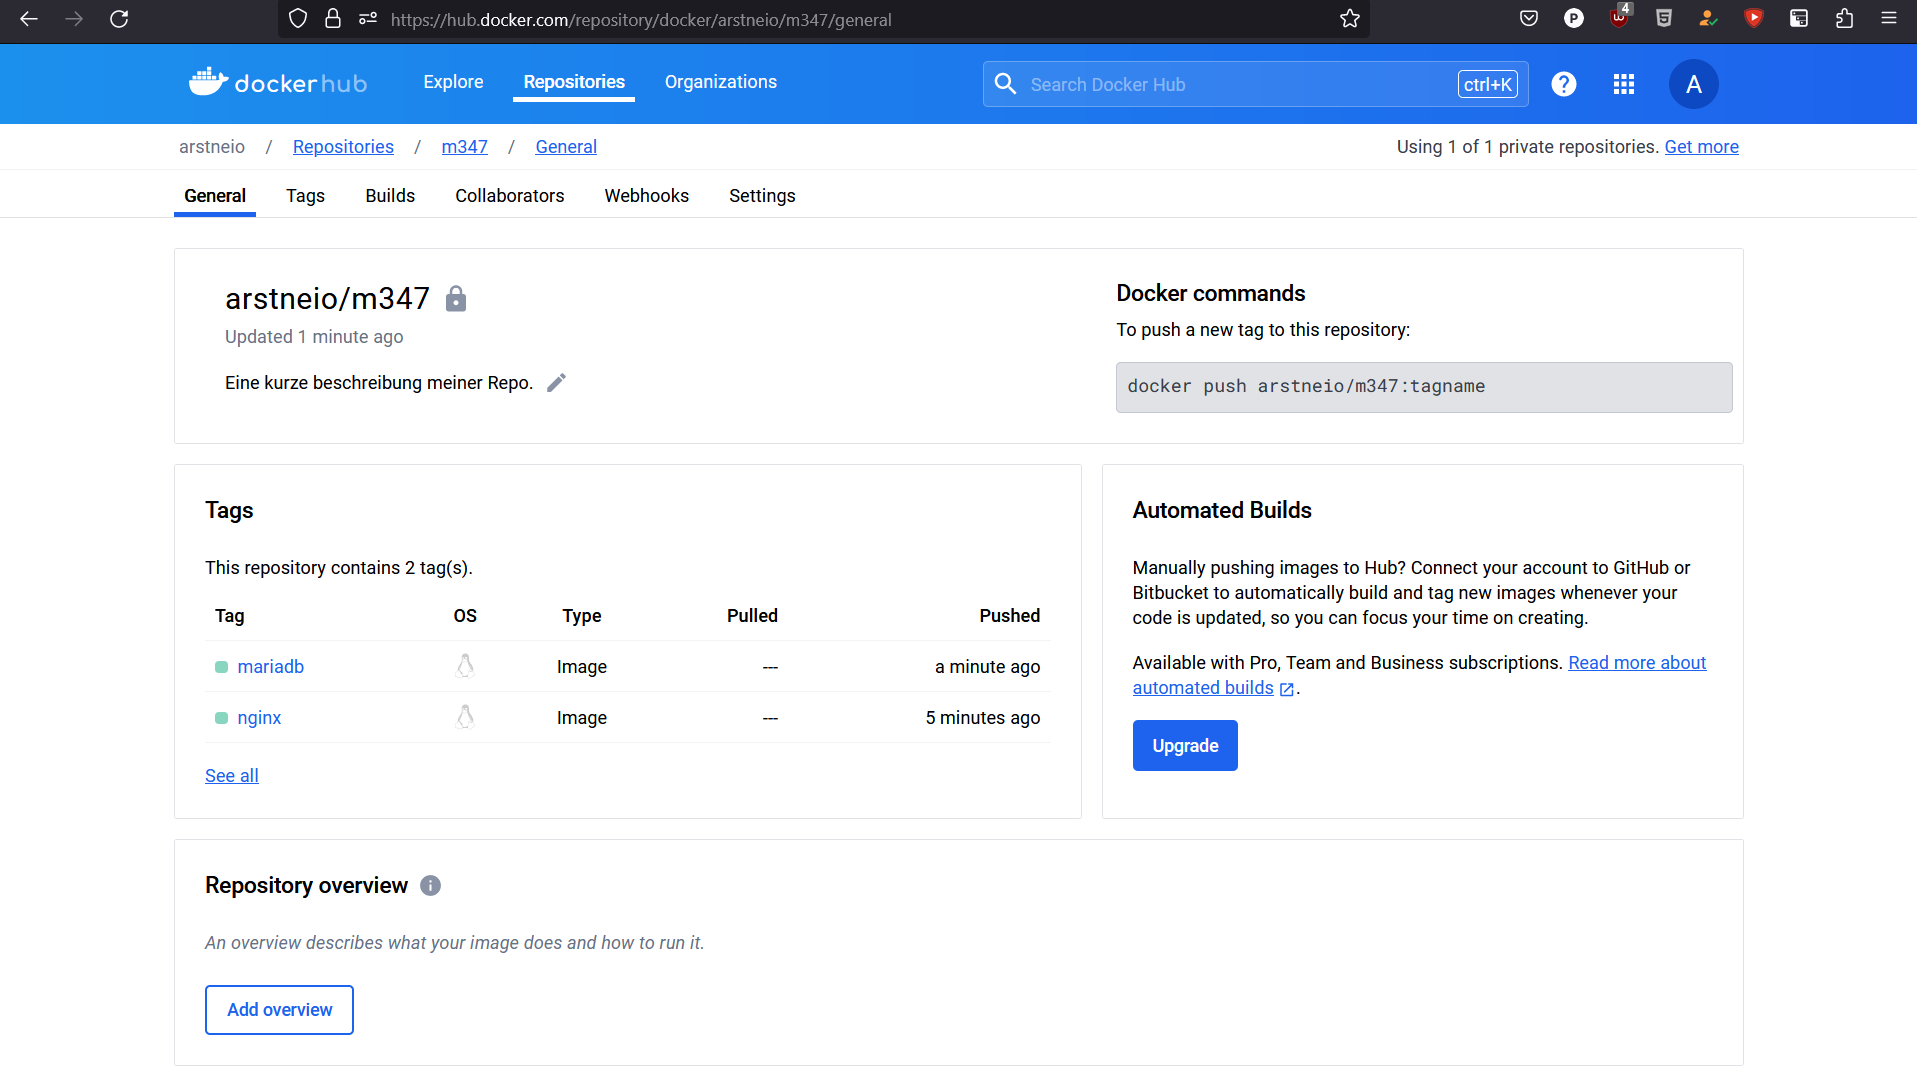 https://hub.docker.com/repository/docker/arstneio/m347/general
P
4
dockerhub
Explore
Repositories
Organizations
Search Docker Hub
ctrl+K
?
A
arstneio / Repositories / m347 / General
Using 1 of 1 private repositories. Get more
General
Tags
Builds
Collaborators
Webhooks
Settings
arstneio/m347
Updated 1 minute ago
Eine kurze beschreibung meiner Repo.
Docker commands
To push a new tag to this repository:
docker push arstneio/m347:tagname
Tags
This repository contains 2 tag(s).
Tag OS Type Pulled Pushed
mariadb Image --- a minute ago
nginx Image --- 5 minutes ago
See all
Automated Builds
Manually pushing images to Hub? Connect your account to GitHub or
Bitbucket to automatically build and tag new images whenever your
code is updated, so you can focus your time on creating.
Available with Pro, Team and Business subscriptions. Read more about
automated builds.
Upgrade
Repository overview
An overview describes what your image does and how to run it.
Add overview